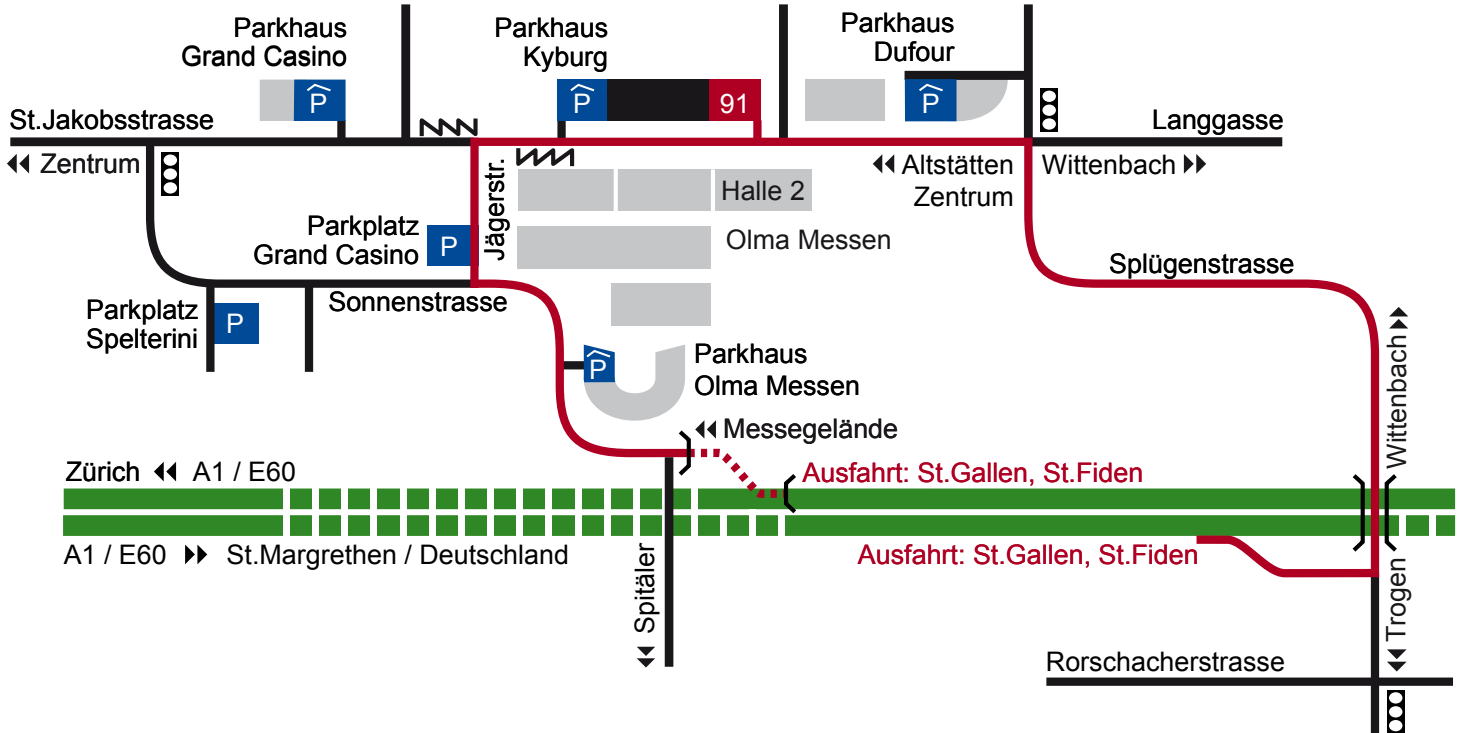 Parkhaus
Grand Casino
P
Parkhaus
Kyburg
P
91
Parkhaus
Dufour
P
St.Jakobsstrasse
Zentrum
Langgasse
Altstätten
Zentrum
Wittenbach
Jägerstr.
Halle 2
Olma Messen
Parkplatz
Grand Casino
P
Splügenstrasse
Sonnenstrasse
Parkplatz
Spelterini
P
Parkhaus
Olma Messen
P
Wittenbach
Messegelände
Zürich A1 / E60
Ausfahrt: St.Gallen, St.Fiden
A1 / E60 St.Margrethen / Deutschland
Ausfahrt: St.Gallen, St.Fiden
Spitäler
Trogen
Rorschacherstrasse